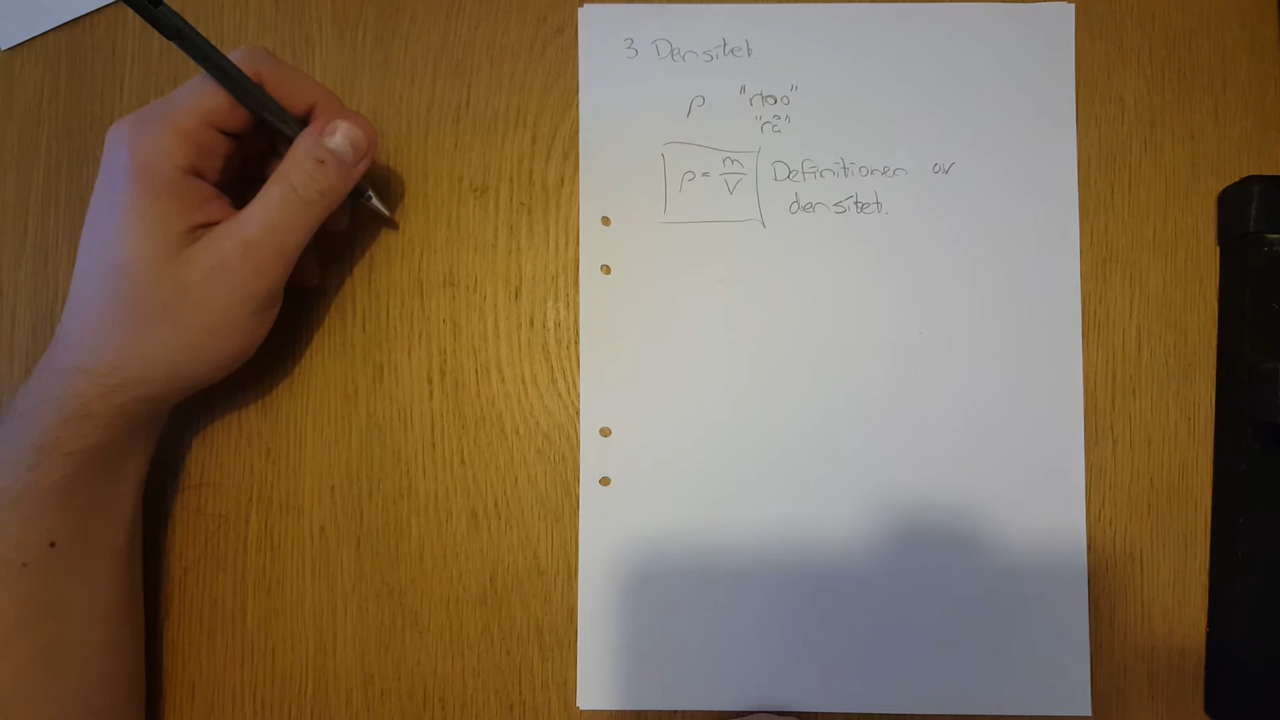 3 Densitet.
ρ "rhoo"
"rå"
ρ = m/V Definitionen av
densitet.